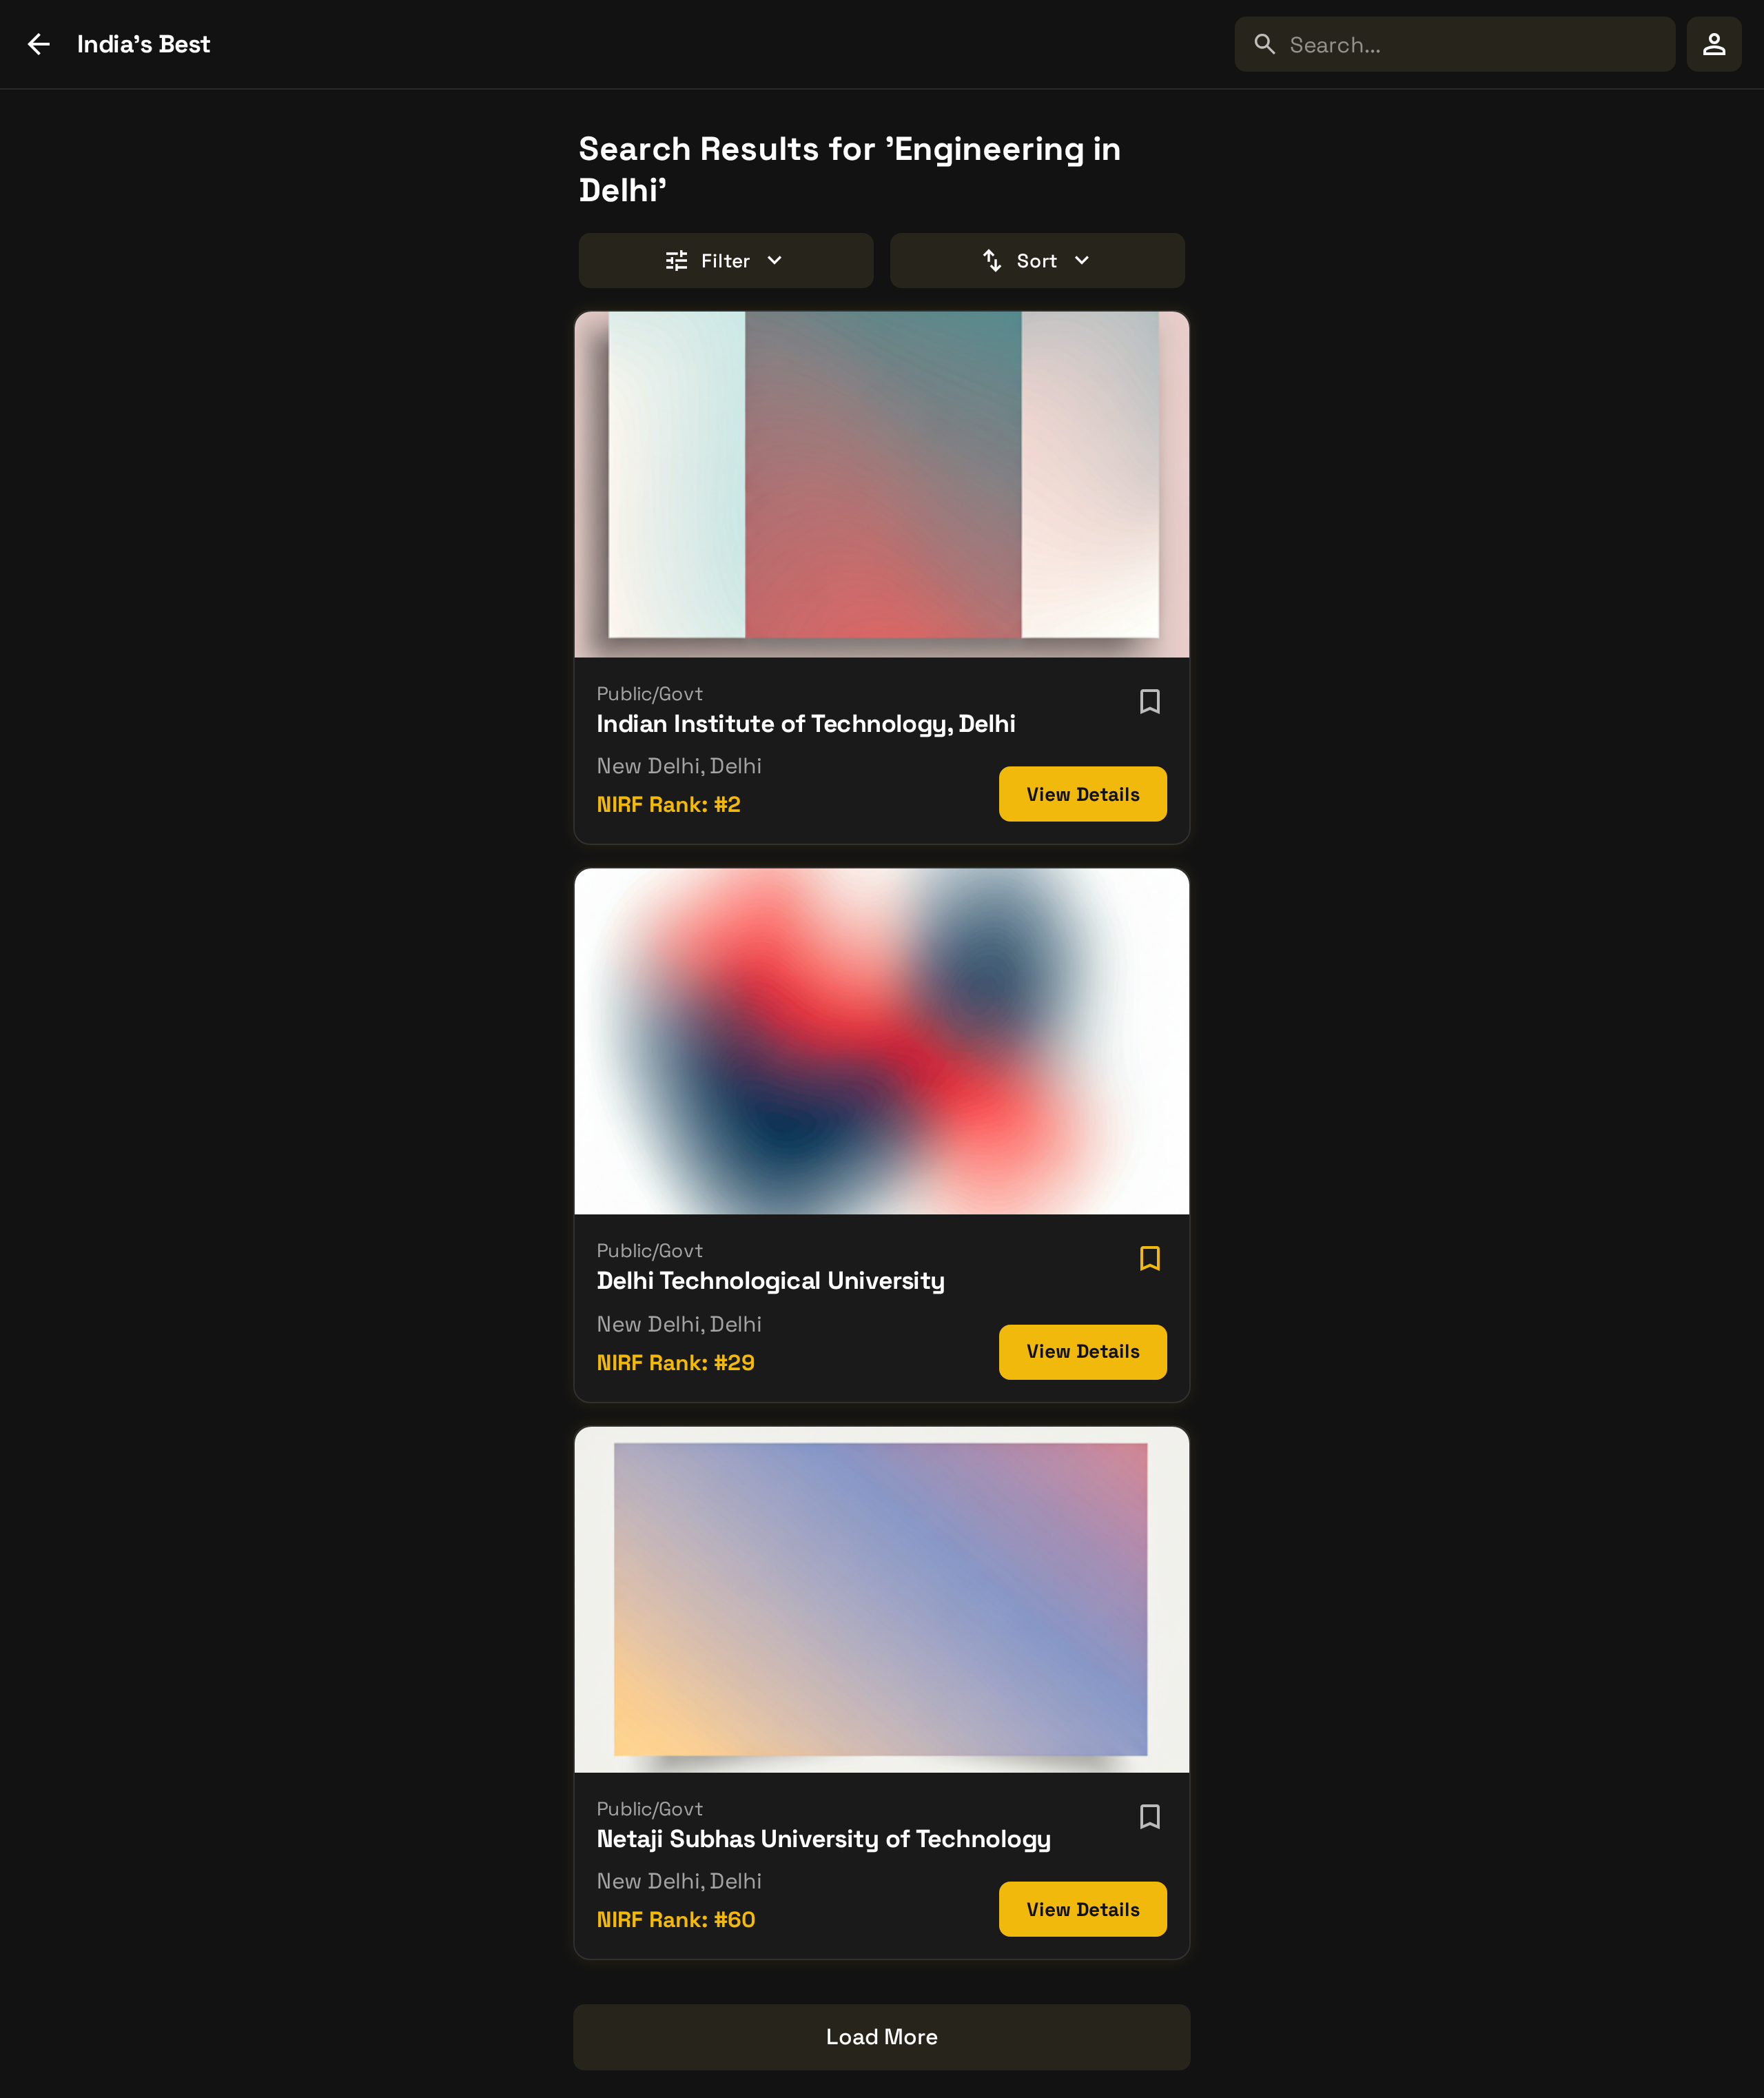 India's Best
Search...
Search Results for ’Engineering in
Delhi’
Filter
Sort
Public/Govt
Indian Institute of Technology, Delhi
New Delhi, Delhi
NIRF Rank: #2
View Details
Public/Govt
Delhi Technological University
New Delhi, Delhi
NIRF Rank: #29
View Details
Public/Govt
Netaji Subhas University of Technology
New Delhi, Delhi
NIRF Rank: #60
View Details
Load More